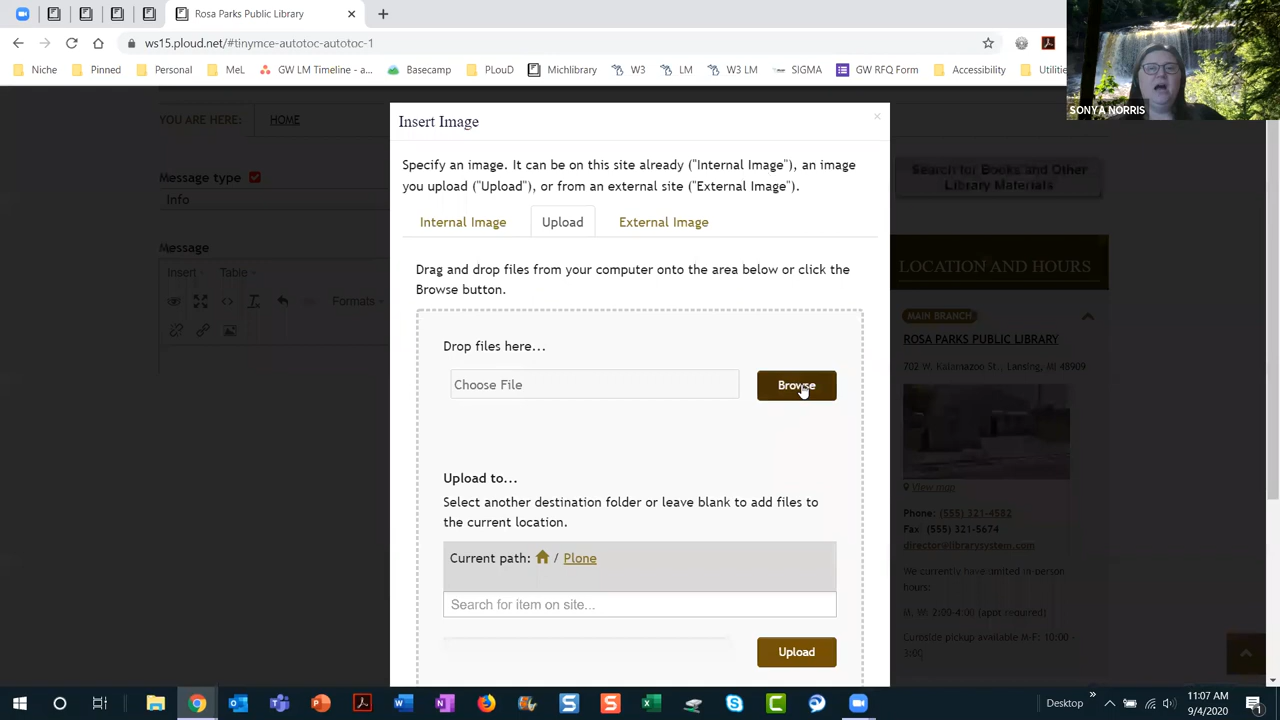 Rosa Parks Public Library
ws15.ploud.net/#tinymce-autotoc-autotoc-1
Niche Pinned Personal MeL GW LM Timeline - as Basecamp PLouD Michlibrary W3 LM W3 LM SIGMA GW RFQ Form Accessibility Utilitie
SONYA NORRIS
YOU ARE HERE: HOME
Message type
Info
Message
Insert Table
Formats
Insert Image
×
Specify an image. It can be on this site already ("Internal Image"), an image
you upload ("Upload"), or from an external site ("External Image").
Internal Image Upload External Image
Drag and drop files from your computer onto the area below or click the
Browse button.
Drop files here...
Choose File Browse
Upload to...
Select another destination folder or leave blank to add files to
the current location.
Current path: / Plone
Search for item on site...
Upload
Search for Books and Other
Library Materials
LOCATION AND HOURS
MAIN BRANCH
ROSA PARKS PUBLIC LIBRARY
702 W. Kalamazoo St., Lansing, MI 48909
View map
Phone: (555) 321-4582
Fax: (555) 321-5674
director@librarysystem.com
We currently have limited in-person
hours:
M, W: 2:00-4:00 (appt required)
Curbside pickup available M-F: 10:00 -
3:00
Desktop
11:07 AM
9/4/2020